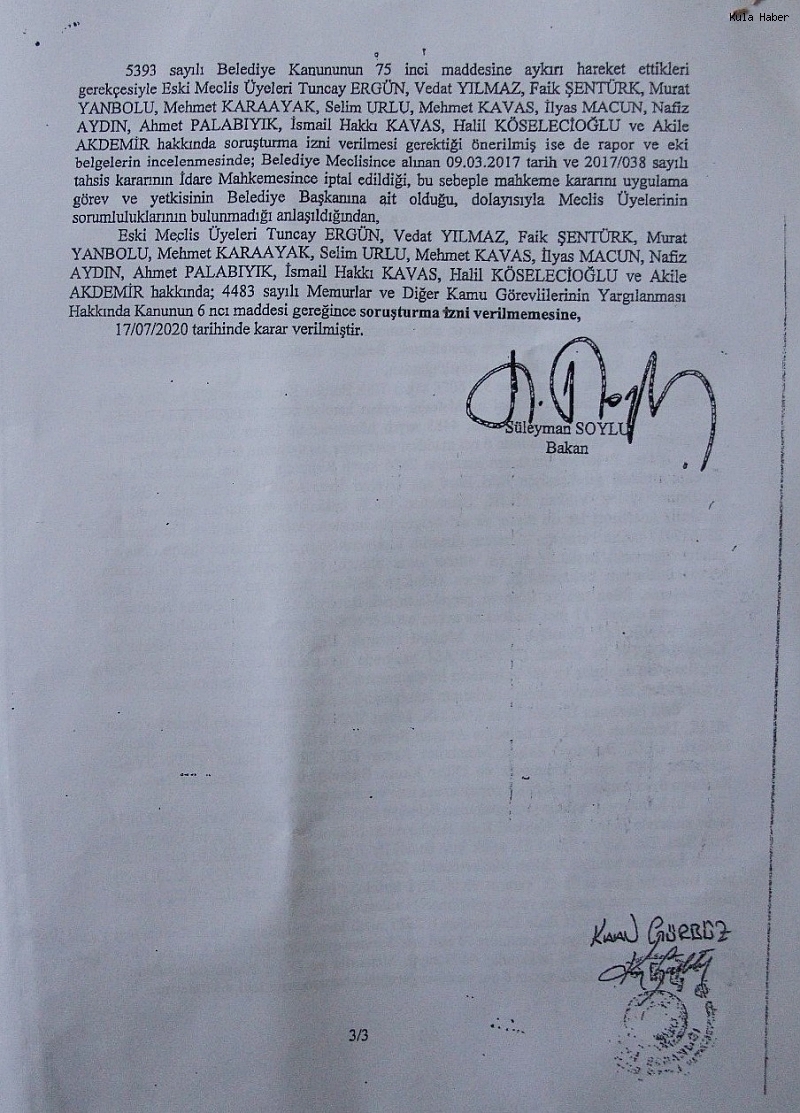 Kula Haber
5393 sayılı Belediye Kanununun 75 inci maddesine aykırı hareket ettikleri
gerekçesiyle Eski Meclis Üyeleri Tuncay ERGÜN, Vedat YILMAZ, Faik ŞENTÜRK, Murat
YANBOLU, Mehmet KARAAYAK, Selim URLU, Mehmet KAVAS, İlyas MACUN, Nafiz
AYDIN, Ahmet PALABIYIK, İsmail Hakkı KAVAS, Halil KÖSELECİOĞLU ve Akile
AKDEMİR hakkında soruşturma izni verilmesi gerektiği önerilmiş ise de rapor ve eki
belgelerin incelenmesinde; Belediye Meclisince alınan 09.03.2017 tarih ve 2017/038 sayılı
tahsis kararının İdare Mahkemesince iptal edildiği, bu sebeple mahkeme kararını uygulama
görev ve yetkisinin Belediye Başkanına ait olduğu, dolayısıyla Meclis Üyelerinin
sorumluluklarının bulunmadığı anlaşıldığından,
Eski Meclis Üyeleri Tuncay ERGÜN, Vedat YILMAZ, Faik ŞENTÜRK, Murat
YANBOLU, Mehmet KARAAYAK, Selim URLU, Mehmet KAVAS, İlyas MACUN, Nafiz
AYDIN, Ahmet PALABIYIK, İsmail Hakkı KAVAS, Halil KÖSELECİOĞLU ve Akile
AKDEMİR hakkında; 4483 sayılı Memurlar ve Diğer Kamu Görevlilerinin Yargılanması
Hakkında Kanunun 6 ncı maddesi gereğince soruşturma izni verilmemesine,
17/07/2020 tarihinde karar verilmiştir.
Süleyman SOYLU
Bakan
KAAN GÜRBÜZ
3/3